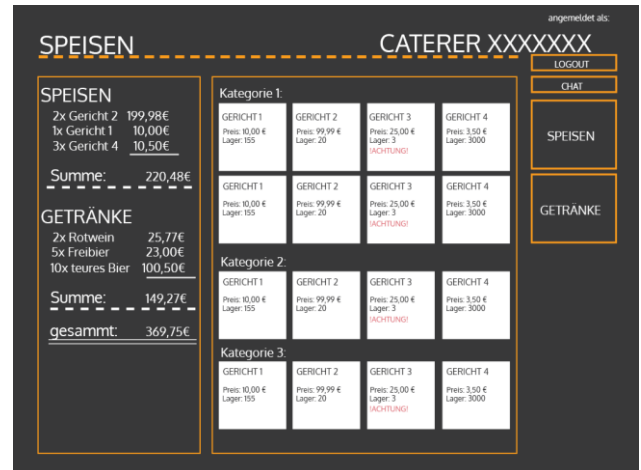 angemeldet als:
SPEISEN
CATERER XXXXXXX
LOGOUT
CHAT
SPEISEN
GETRÄNKE
SPEISEN
2x Gericht 2 199,98€
1x Gericht 1 10,00€
3x Gericht 4 10,50€
Summe: 220,48€
GETRÄNKE
2x Rotwein 25,77€
5x Freibier 23,00€
10x teures Bier 100,50€
Summe: 149,27€
gesammt: 369,75€
Kategorie 1:
GERICHT 1 GERICHT 2 GERICHT 3 GERICHT 4
Preis: 10,00 € Preis: 99,99 € Preis: 25,00 € Preis: 3,50 €
Lager: 155 Lager: 20 Lager: 3 Lager: 3000
!ACHTUNG!
GERICHT 1 GERICHT 2 GERICHT 3 GERICHT 4
Preis: 10,00 € Preis: 99,99 € Preis: 25,00 € Preis: 3,50 €
Lager: 155 Lager: 20 Lager: 3 Lager: 3000
!ACHTUNG!
Kategorie 2:
GERICHT 1 GERICHT 2 GERICHT 3 GERICHT 4
Preis: 10,00 € Preis: 99,99 € Preis: 25,00 € Preis: 3,50 €
Lager: 155 Lager: 20 Lager: 3 Lager: 3000
!ACHTUNG!
Kategorie 3:
GERICHT 1 GERICHT 2 GERICHT 3 GERICHT 4
Preis: 10,00 € Preis: 99,99 € Preis: 25,00 € Preis: 3,50 €
Lager: 155 Lager: 20 Lager: 3 Lager: 3000
!ACHTUNG!